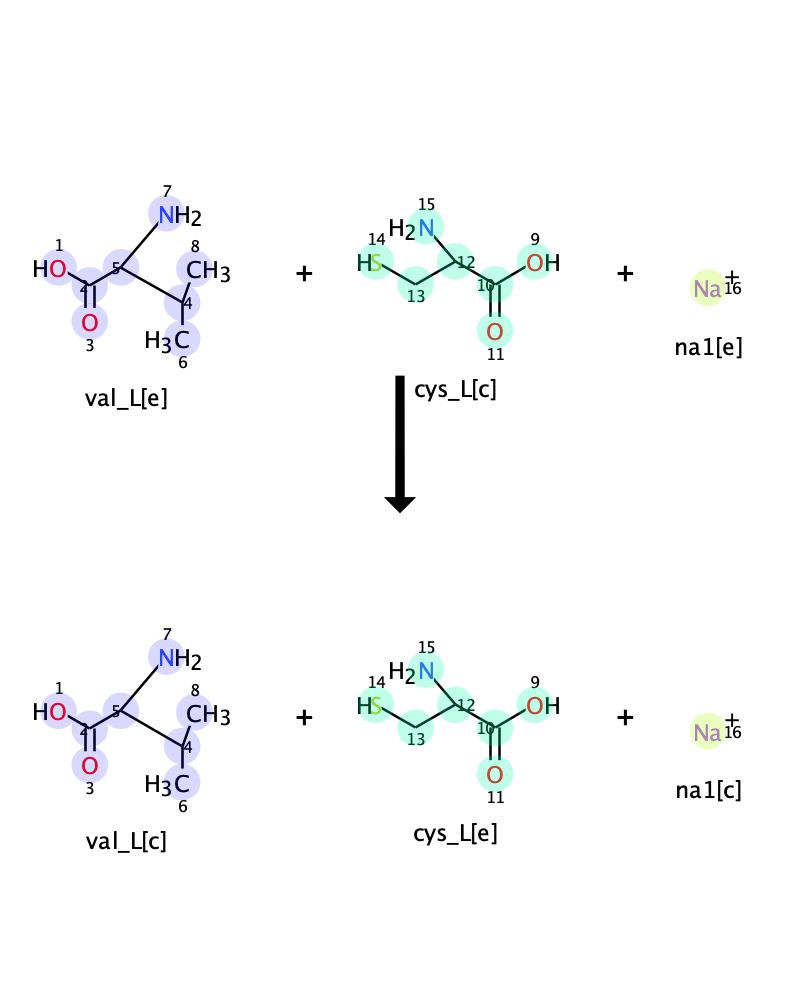 7
NH2
1
8
HO
5
CH3
2
4
O
H3C
3
6
val_L[e]
+
15
H2N
14
9
HS
12
OH
10
13
O
11
cys_L[c]
+
Na+
16
na1[e]
7
NH2
1
8
HO
5
CH3
2
4
O
H3C
3
6
val_L[c]
+
15
H2N
14
9
HS
12
OH
10
13
O
11
cys_L[e]
+
Na+
16
na1[c]